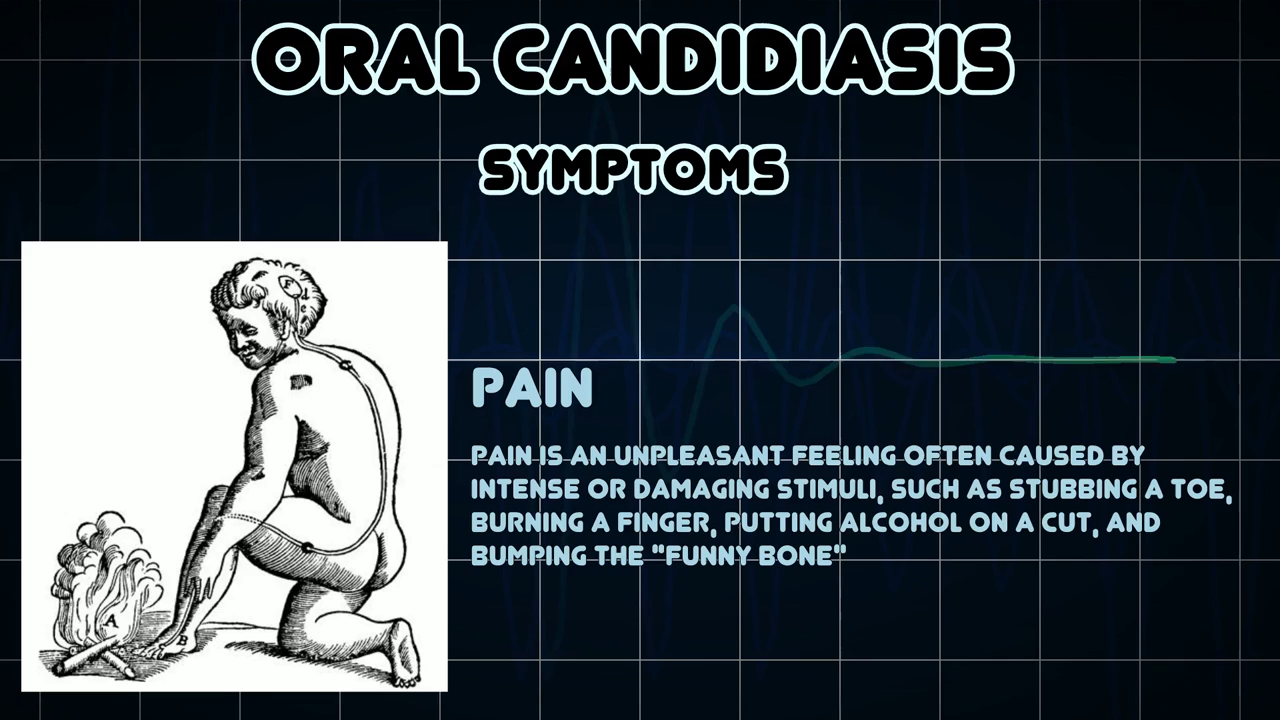 ORAL CANDIDIASIS
SYMPTOMS
PAIN
PAIN IS AN UNPLEASANT FEELING OFTEN CAUSED BY
INTENSE OR DAMAGING STIMULI, SUCH AS STUBBING A TOE,
BURNING A FINGER, PUTTING ALCOHOL ON A CUT, AND
BUMPING THE "FUNNY BONE"
F
A
B